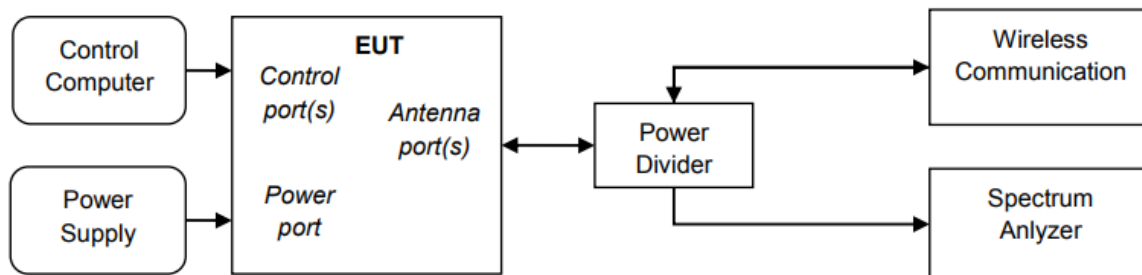 Control
Computer
Power
Supply
EUT
Control
port(s)
Antenna
port(s)
Power
port
Power
Divider
Wireless
Communication
Spectrum
Anlyzer